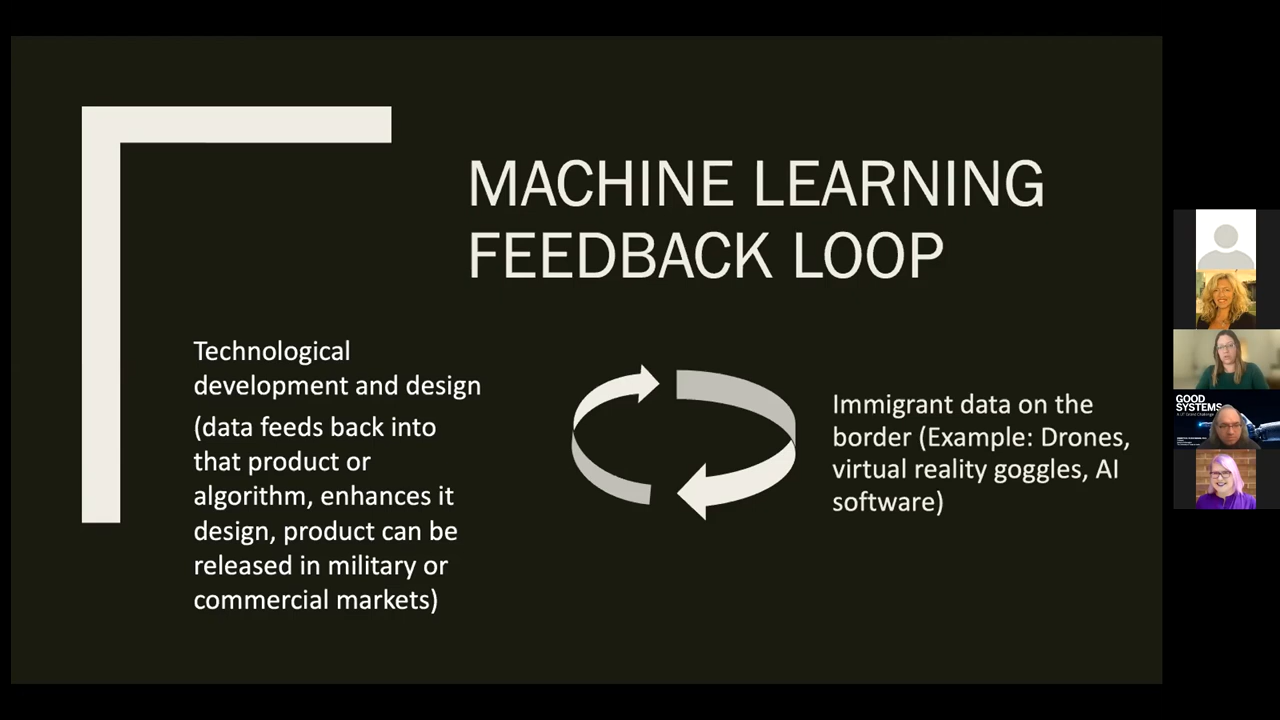 MACHINE LEARNING
FEEDBACK LOOP
Technological
development and design
(data feeds back into
that product or
algorithm, enhances it
design, product can be
released in military or
commercial markets)
Immigrant data on the
border (Example: Drones,
virtual reality goggles, AI
software)
GOOD
SYSTEMS